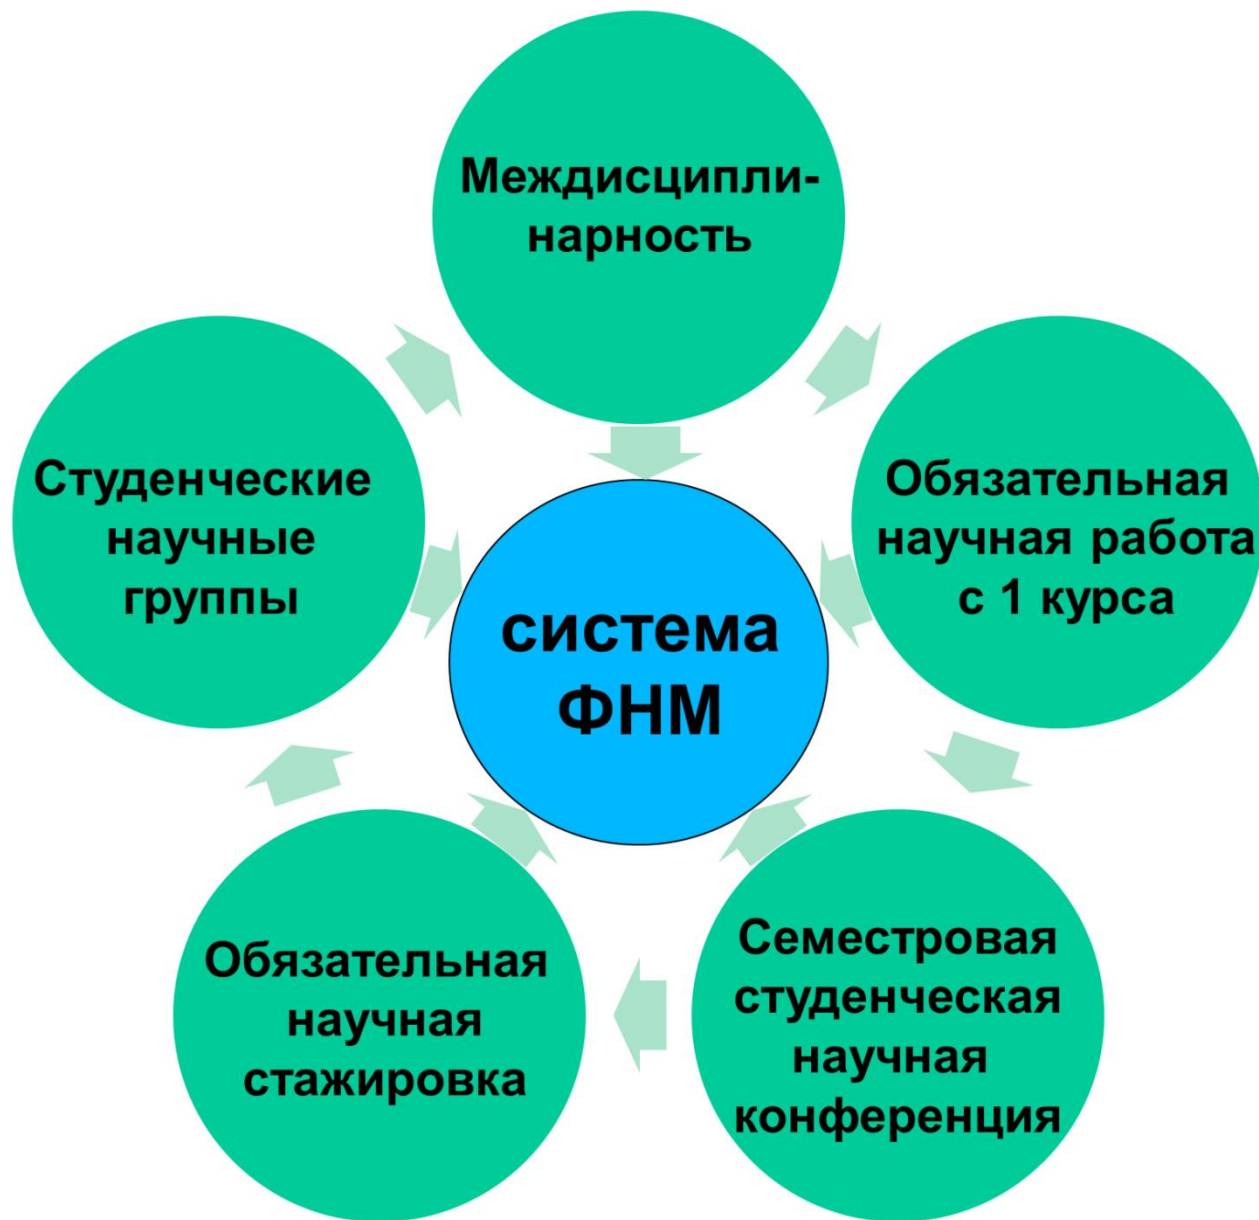 Междисципли-
нарность
Студенческие
научные
группы
Обязательная
научная работа
с 1 курса
система
ФНМ
Обязательная
научная
стажировка
Семестровая
студенческая
научная
конференция